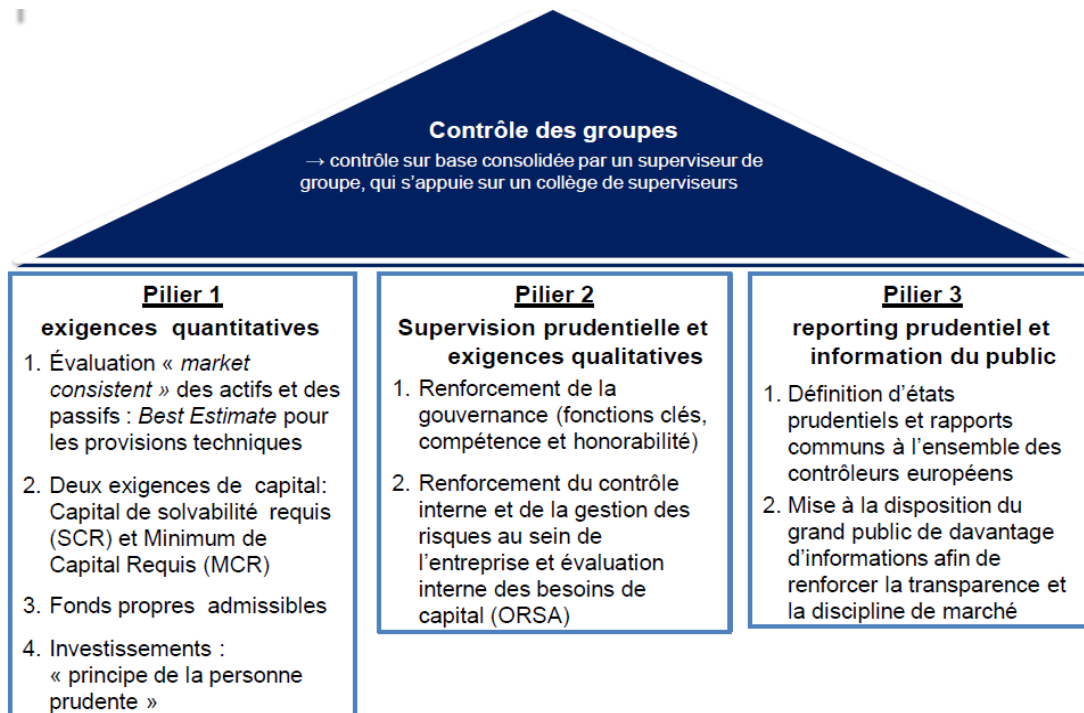 Contrôle des groupes
→ contrôle sur base consolidée par un superviseur de
groupe, qui s’appuie sur un collège de superviseurs
Pilier 1
exigences quantitatives
1. Évaluation « market
consistent » des actifs et des
passifs : Best Estimate pour
les provisions techniques
2. Deux exigences de capital:
Capital de solvabilité requis
(SCR) et Minimum de
Capital Requis (MCR)
3. Fonds propres admissibles
4. Investissements :
« principe de la personne
prudente »
Pilier 2
Supervision prudentielle et
exigences qualitatives
1. Renforcement de la
gouvernance (fonctions clés,
compétence et honorabilité)
2. Renforcement du contrôle
interne et de la gestion des
risques au sein de
l’entreprise et évaluation
interne des besoins de
capital (ORSA)
Pilier 3
reporting prudentiel et
information du public
1. Définition d’états
prudentiels et rapports
communs à l’ensemble des
contrôleurs européens
2. Mise à la disposition du
grand public de davantage
d’informations afin de
renforcer la transparence et
la discipline de marché